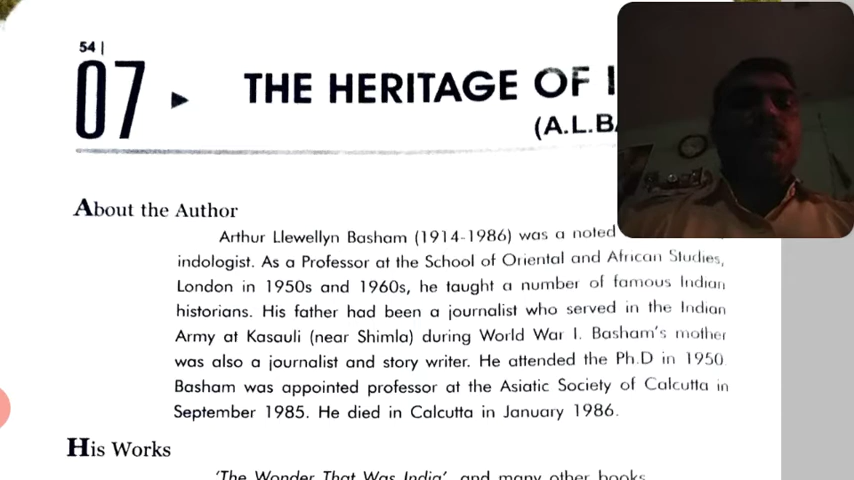 54 |
07 ► THE HERITAGE OF
(A.L.
About the Author
Arthur Llewellyn Basham (1914-1986) was a noted
indologist. As a Professor at the School of Oriental and African Studies,
London in 1950s and 1960s, he taught a number of famous Indian
historians. His father had been a journalist who served in the Indian
Army at Kasauli (near Shimla) during World War I. Basham's mother
was also a journalist and story writer. He attended the Ph.D in 1950.
Basham was appointed professor at the Asiatic Society of Calcutta in
September 1985. He died in Calcutta in January 1986.
His Works
'The Wonder That Was India' and many other books